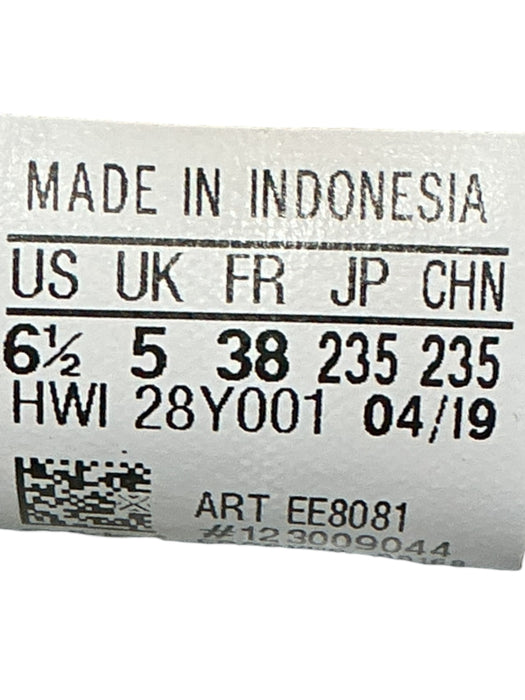 MADE IN INDONESIA
US UK FR JP CHN
6½ 5 38 235 235
HWI 28Y001 04/19
ART EE8081
#123009044